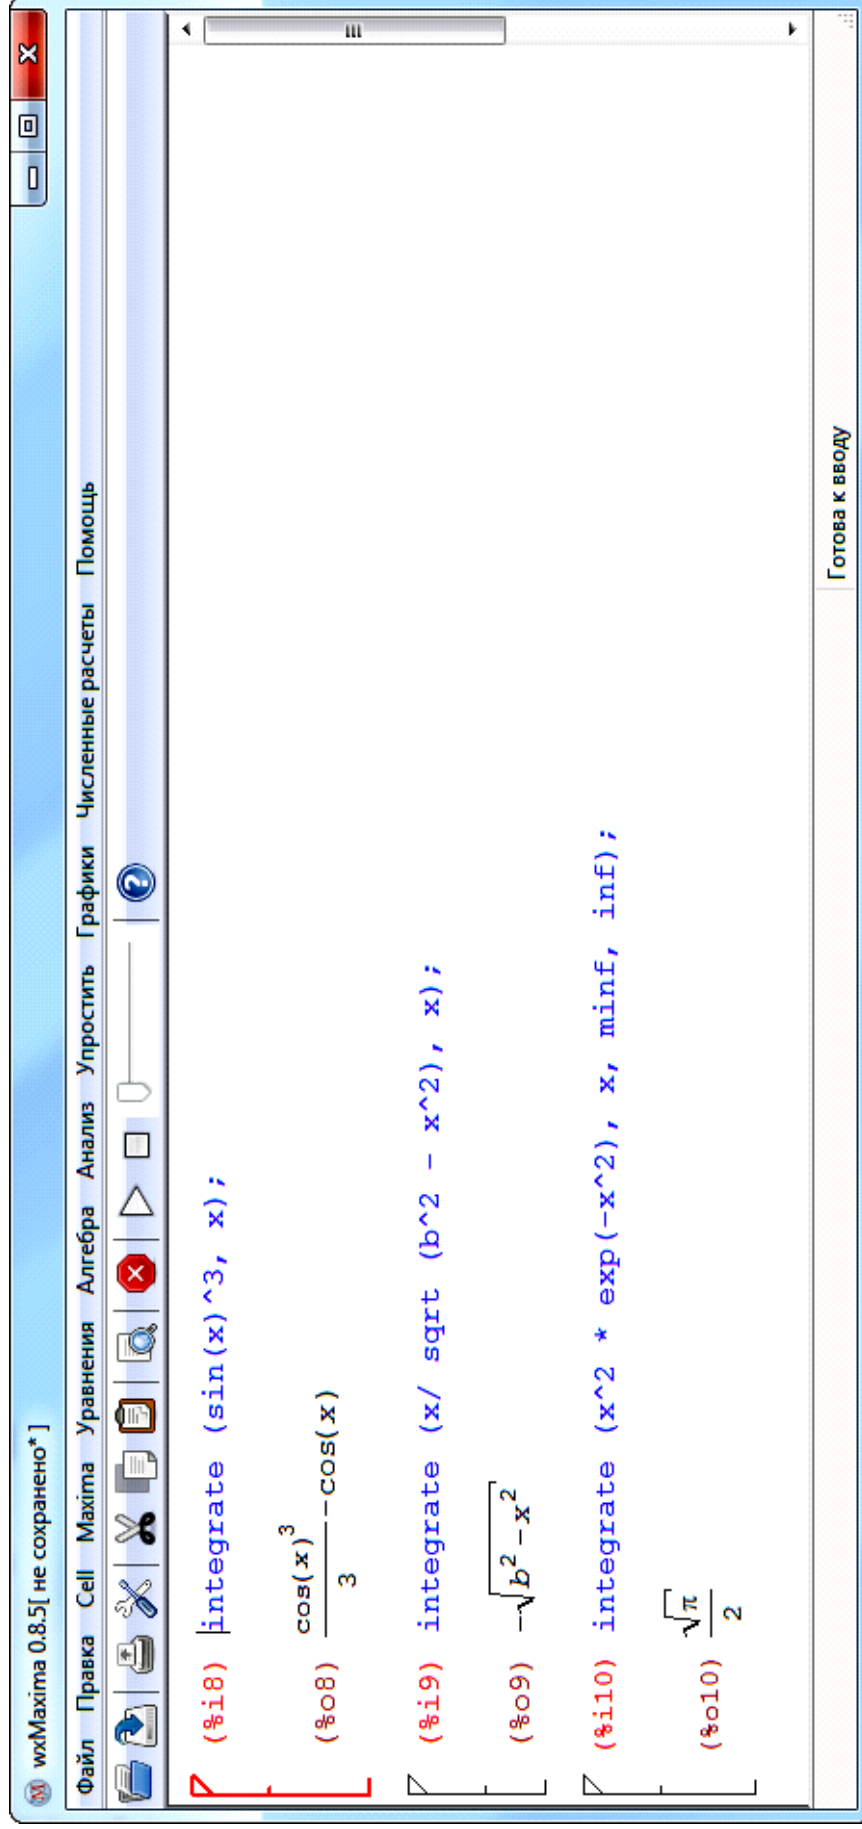 wxMaxima 0.8.5[ не сохранено* ]
Файл Правка Cell Maxima Уравнения Алгебра Анализ Упростить Графики Численные расчеты Помощь
(%i8) integrate (sin(x)^3, x);
(%o8) cos(x)^3/3 - cos(x)
(%i9) integrate (x/ sqrt (b^2 - x^2), x);
(%o9) -√(b^2 - x^2)
(%i10) integrate (x^2 * exp(-x^2), x, minf, inf);
(%o10) √π/2
Готова к вводу